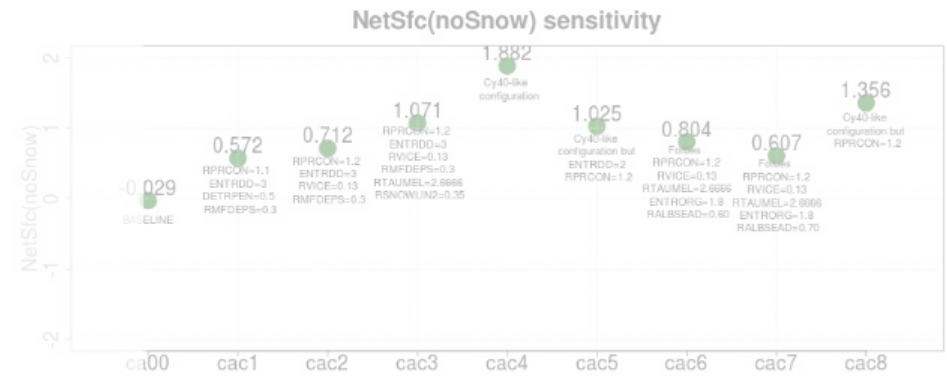 NetSfc(noSnow) sensitivity
NetSfc(noSnow)
2
1
0
-1
-2
-0.029
BASELINE
0.572
RPRCON=1.1
ENTRDD=3
DETRPEN=0.5
RMFDEPS=0.3
0.712
RPRCON=1.2
ENTRDD=3
RVICE=0.13
RMFDEPS=0.3
1.071
RPRCON=1.2
ENTRDD=3
RVICE=0.13
RMFDEPS=0.3
RTAUMEL=2.6666
RSNOWLIN2=0.35
1.882
Cy40-like
configuration
1.025
Cy40-like
configuration but
ENTRDD=2
RPRCON=1.2
0.804
RPRCON=1.2
RVICE=0.13
RTAUMEL=2.6666
ENTRORG=1.8
RALBSEAD=0.60
0.607
RPRCON=1.2
RVICE=0.13
RTAUMEL=2.6666
ENTRORG=1.8
RALBSEAD=0.70
1.356
Cy40-like
configuration but
RPRCON=1.2
ca00 cac1 cac2 cac3 cac4 cac5 cac6 cac7 cac8